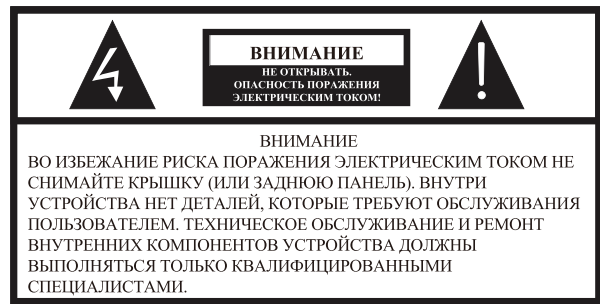 ВНИМАНИЕ
НЕ ОТКРЫВАТЬ.
ОПАСНОСТЬ ПОРАЖЕНИЯ
ЭЛЕКТРИЧЕСКИМ ТОКОМ!
ВНИМАНИЕ
ВО ИЗБЕЖАНИЕ РИСКА ПОРАЖЕНИЯ ЭЛЕКТРИЧЕСКИМ ТОКОМ НЕ
СНИМАЙТЕ КРЫШКУ (ИЛИ ЗАДНЮЮ ПАНЕЛЬ). ВНУТРИ
УСТРОЙСТВА НЕТ ДЕТАЛЕЙ, КОТОРЫЕ ТРЕБУЮТ ОБСЛУЖИВАНИЯ
ПОЛЬЗОВАТЕЛЕМ. ТЕХНИЧЕСКОЕ ОБСЛУЖИВАНИЕ И РЕМОНТ
ВНУТРЕННИХ КОМПОНЕНТОВ УСТРОЙСТВА ДОЛЖНЫ
ВЫПОЛНЯТЬСЯ ТОЛЬКО КВАЛИФИЦИРОВАННЫМИ
СПЕЦИАЛИСТАМИ.